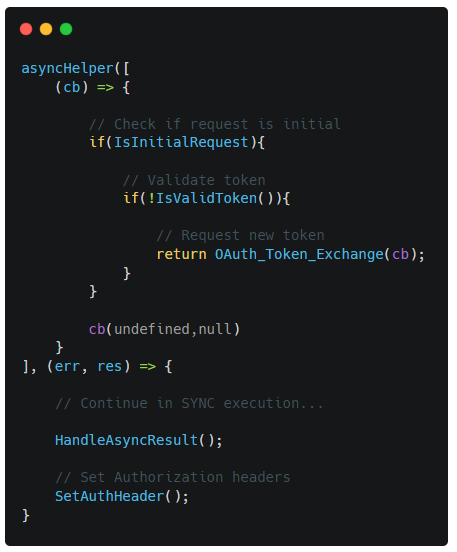 asyncHelper([
(cb) => {
// Check if request is initial
if(IsInitialRequest){
// Validate token
if(!IsValidToken()){
// Request new token
return OAuth_Token_Exchange(cb);
}
}
cb(undefined,null)
}
], (err, res) => {
// Continue in SYNC execution...
HandleAsyncResult();
// Set Authorization headers
SetAuthHeader();
}